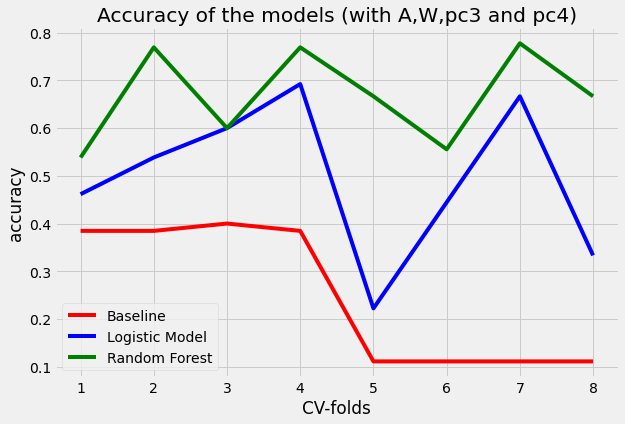 Accuracy of the models (with A,W,pc3 and pc4)
accuracy
0.8
0.7
0.6
0.5
0.4
0.3
0.2
0.1
Baseline
Logistic Model
Random Forest
1 2 3 4 5 6 7 8
CV-folds